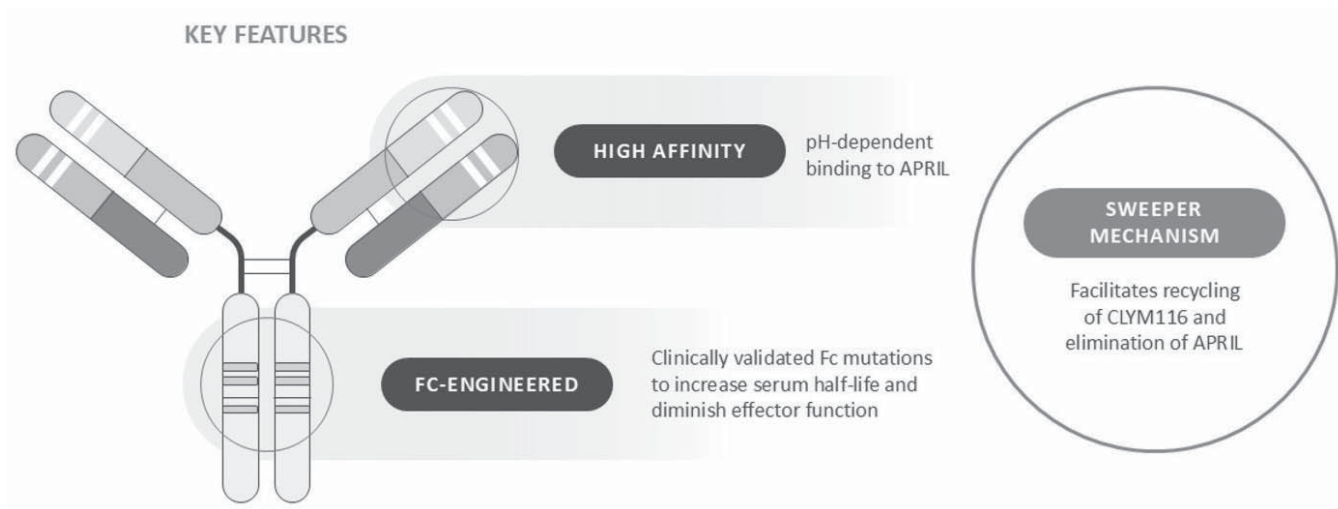 KEY FEATURES
HIGH AFFINITY
pH-dependent
binding to APRIL
SWEEPER
MECHANISM
Facilitates recycling
of CLYM116 and
elimination of APRIL
FC-ENGINEERED
Clinically validated Fc mutations
to increase serum half-life and
diminish effector function